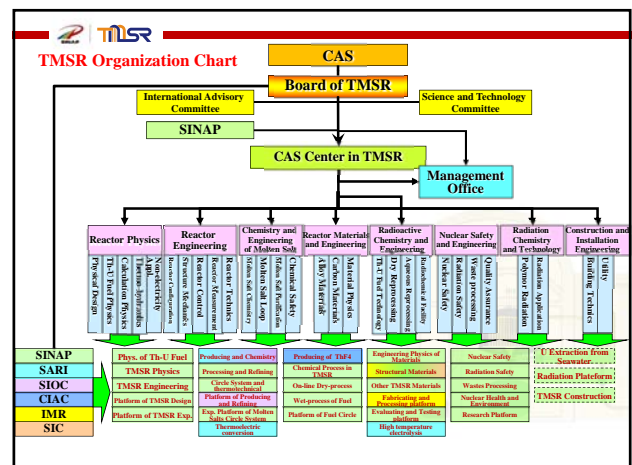 SINAP
TMSR
TMSR Organization Chart
CAS
Board of TMSR
International Advisory
Committee
Science and Technology
Committee
SINAP
CAS Center in TMSR
Management
Office
Reactor Physics
Reactor
Engineering
Chemistry and
Engineering
of Molten Salt
Reactor Materials
and Engineering
Radioactive
Chemistry and
Engineering
Nuclear Safety
and Engineering
Radiation
Chemistry
and Technology
Construction and
Installation
Engineering
Physical Design
Th-U Fuel Physics
Calculation Physics
Thermo-hydraulics
Non-electricity
Appl.
Reactor Configuration
Structure Mechanics
Reactor Control
Reactor Measurement
Reactor Technics
Molten Salt Chemistry
Molten Salt Loop
Molten Salt Purification
Chemical Safety
Alloy Materials
Carbon Materials
Material Physics
Th-U Fuel Technology
Dry Reprocessing
Aqueous Reprocessing
Radiochemical Facility
Nuclear Safety
Radiation Safety
Waste processing
Quality Assurance
Polymor Radiation
Radiation Application
Building Technics
Utility
SINAP
SARI
SIOC
CIAC
IMR
SIC
Phys. of Th-U Fuel
TMSR Physics
TMSR Engineering
Platform of TMSR Design
Platform of TMSR Exp.
Producing and Chemistry
Processing and Refining
Circle System and
thermotechnical
Platform of Producing
and Refining
Exp. Platform of Molten
Salts Circle System
Thermoelectric
conversion
Producing of ThF4
Chemical Process in
TMSR
On-line Dry-process
Wet-process of Fuel
Platform of Fuel Circle
Engineering Physics of
Materials
Structural Materials
Other TMSR Materials
Fabricating and
Processing platform
Evaluating and Testing
platform
High temperature
electrolysis
Nuclear Safety
Radiation Safety
Wastes Processing
Nuclear Health and
Environment
Research Platform
U Extraction from
Seawater
Radiation Plateform
TMSR Construction